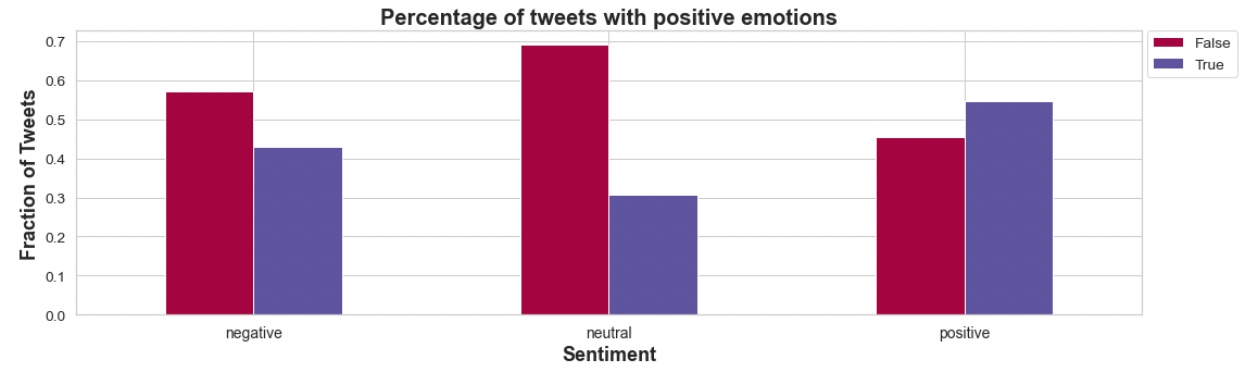 Percentage of tweets with positive emotions
False
True
Fraction of Tweets
0.7
0.6
0.5
0.4
0.3
0.2
0.1
0.0
negative neutral positive
Sentiment